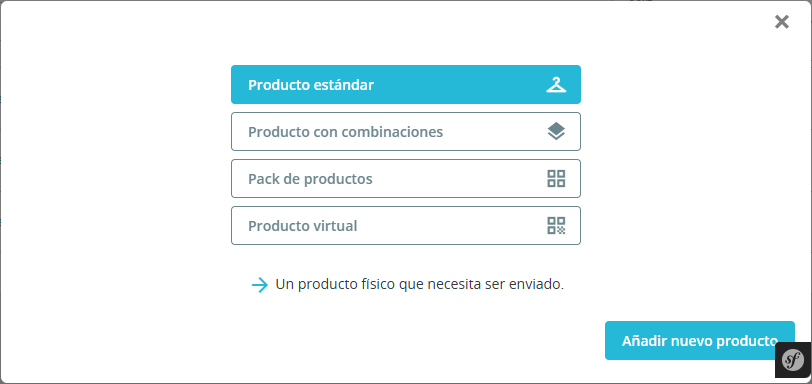 Producto estándar
Producto con combinaciones
Pack de productos
Producto virtual
Un producto físico que necesita ser enviado.
Añadir nuevo producto
sf